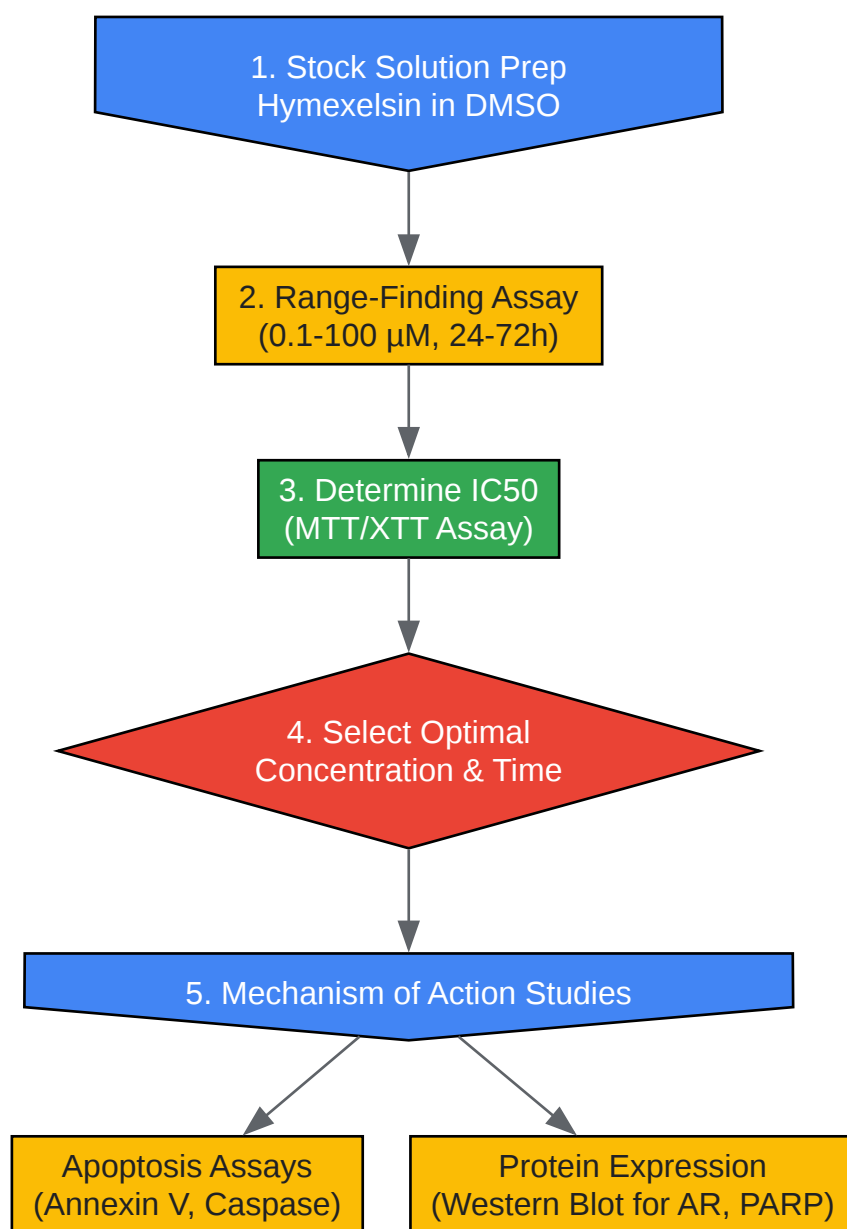 1. Stock Solution Prep
Hymexelsin in DMSO
2. Range-Finding Assay
(0.1-100 µM, 24-72h)
3. Determine IC50
(MTT/XTT Assay)
4. Select Optimal
Concentration & Time
5. Mechanism of Action Studies
Apoptosis Assays
(Annexin V, Caspase)
Protein Expression
(Western Blot for AR, PARP)